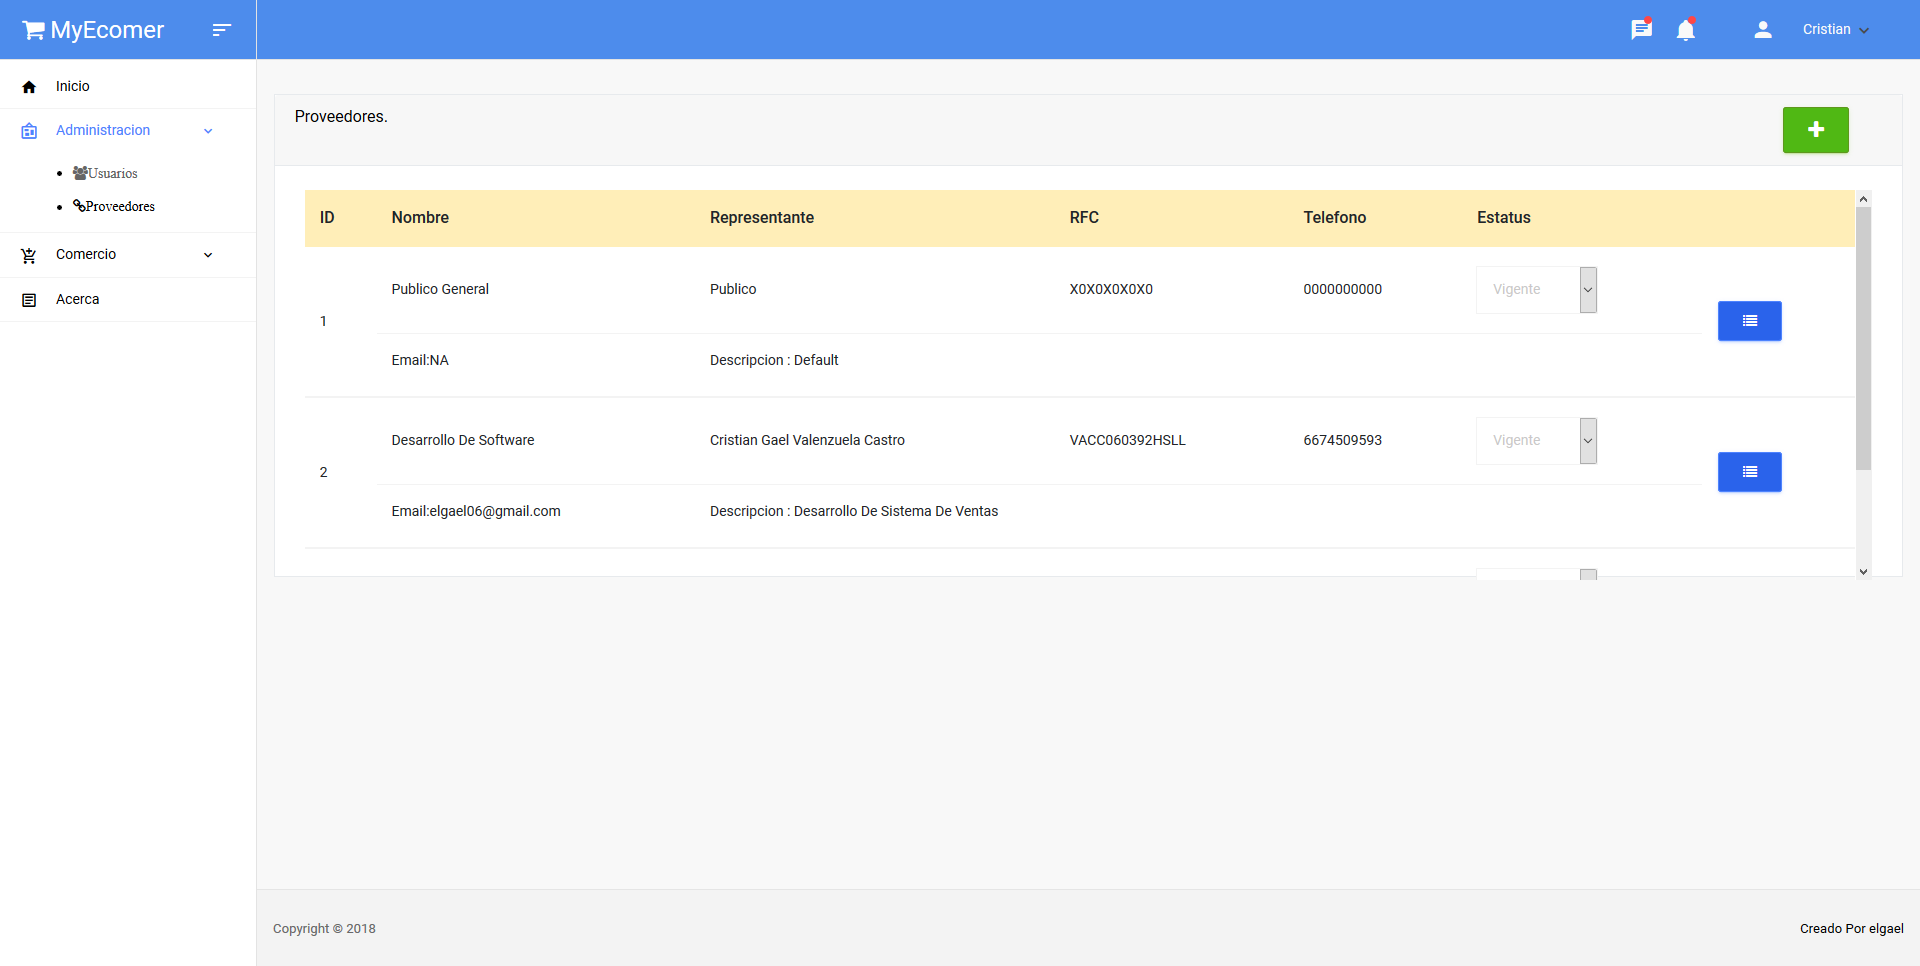 MyEcomer
Cristian
Inicio
Administracion
Usuarios
Proveedores
Comercio
Acerca
Proveedores.
ID Nombre Representante RFC Telefono Estatus
1
Publico General Publico X0X0X0X0X0 0000000000 Vigente
Email:NA Descripcion : Default
2
Desarrollo De Software Cristian Gael Valenzuela Castro VACC060392HSLL 6674509593 Vigente
Email:elgael06@gmail.com Descripcion : Desarrollo De Sistema De Ventas
Copyright © 2018
Creado Por elgael